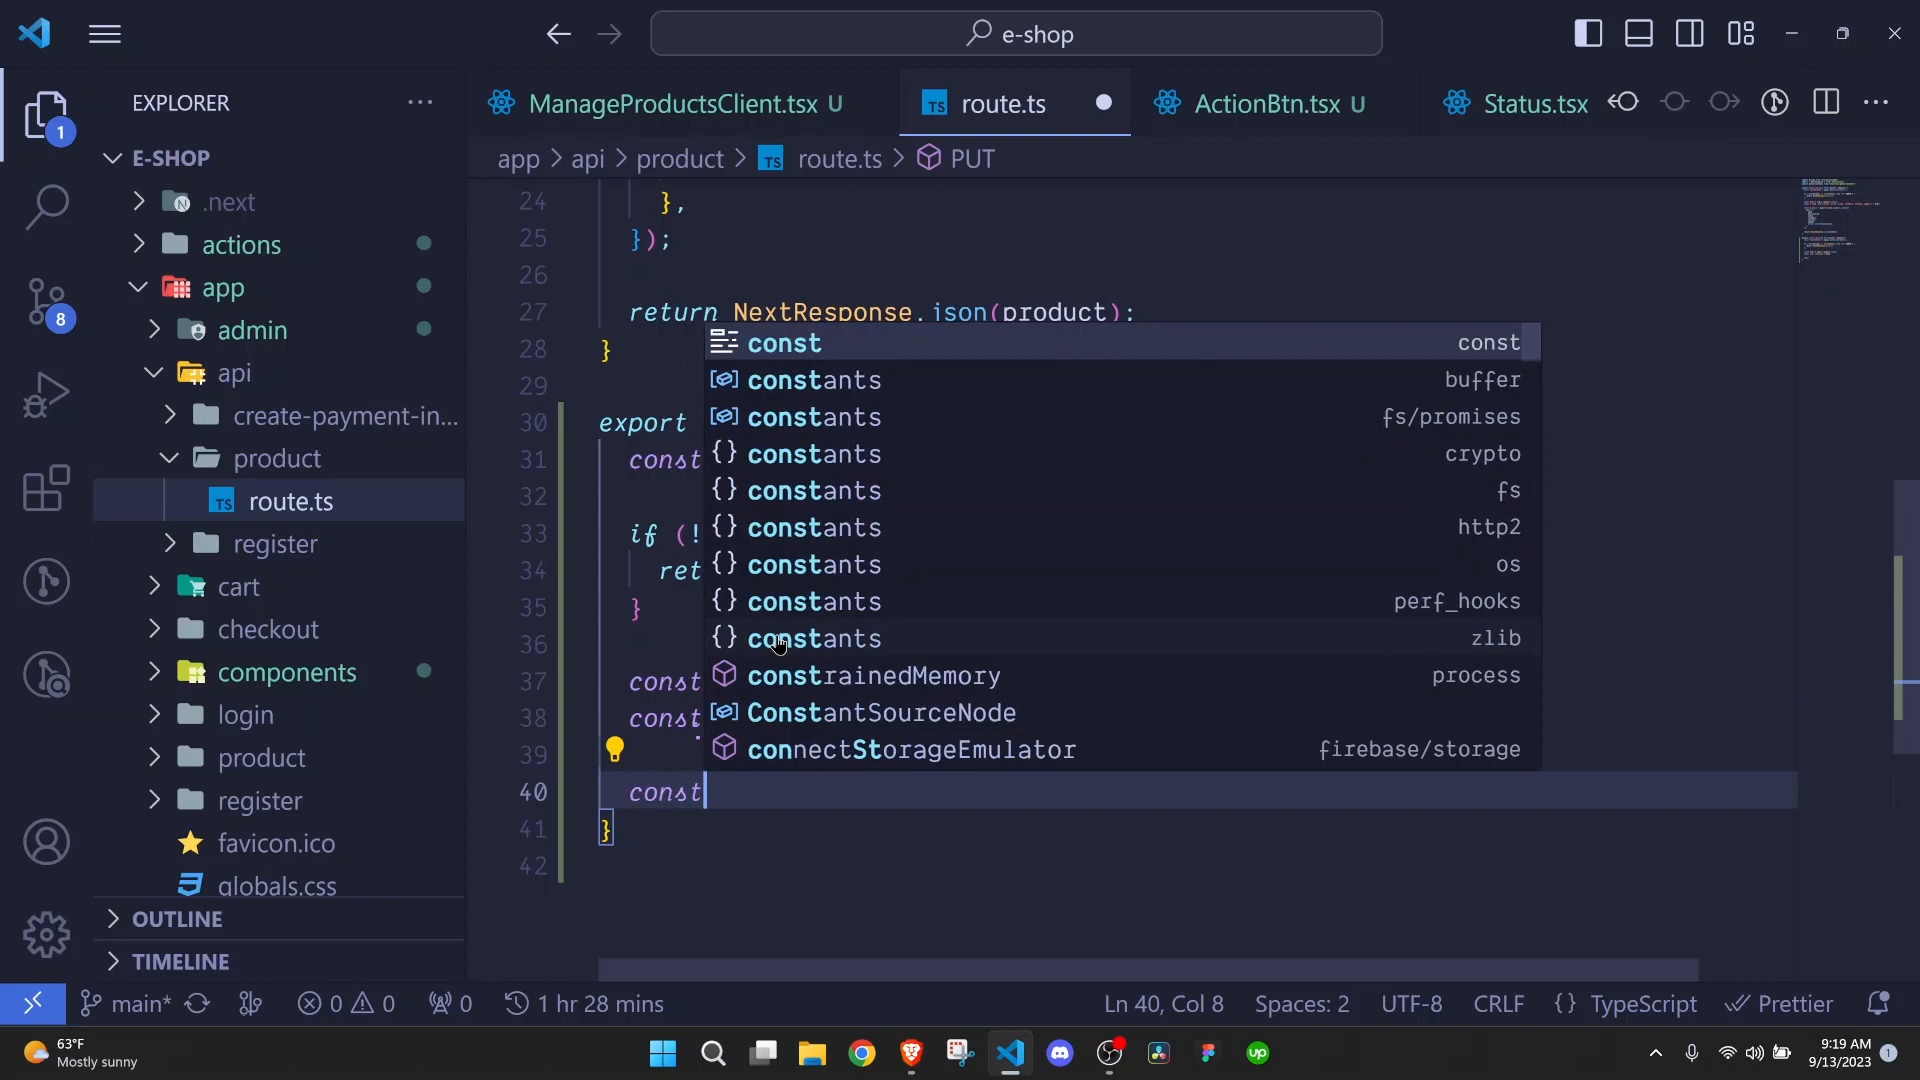 e-shop
EXPLORER
ManageProductsClient.tsx U
route.ts
ActionBtn.tsx U
Status.tsx
1
E-SHOP
app > api > product > TS route.ts > PUT
.next
actions
app
admin
api
create-payment-in...
product
TS route.ts
register
cart
checkout
components
login
product
register
favicon.ico
globals.css
OUTLINE
TIMELINE
8
24 },
25 });
26
27 return NextResponse.json(product);
28 }
29
30 export
31 const
32
33 if (!
34 ret
35 }
36
37 const
38 const
39
40 const
41 }
42
const const
constants buffer
constants fs/promises
constants crypto
constants fs
constants http2
constants os
constants perf_hooks
constants zlib
constrainedMemory process
ConstantSourceNode
connectStorageEmulator firebase/storage
main* 0 0 0 1 hr 28 mins Ln 40, Col 8 Spaces: 2 UTF-8 CRLF {} TypeScript Prettier
63°F
Mostly sunny
9:19 AM
9/13/2023
1